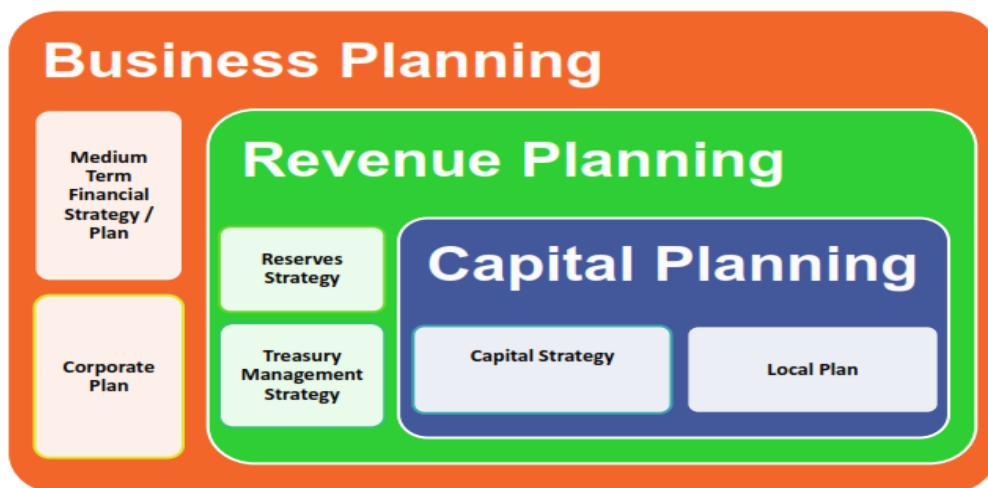 Business Planning
Medium
Term
Financial
Strategy /
Plan
Corporate
Plan
Revenue Planning
Reserves
Strategy
Treasury
Management
Strategy
Capital Planning
Capital Strategy
Local Plan